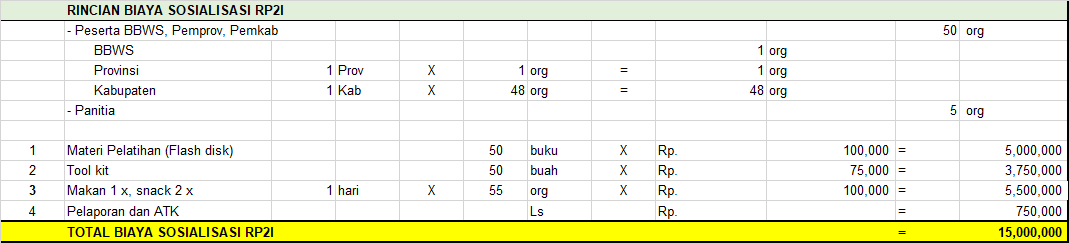 RINCIAN BIAYA SOSIALISASI RP2I
- Peserta BBWS, Pemprov, Pemkab 50 org
BBWS 1 org
Provinsi 1 Prov X 1 org = 1 org
Kabupaten 1 Kab X 48 org = 48 org
- Panitia 5 org
1 Materi Pelatihan (Flash disk) 50 buku X Rp. 100,000 = 5,000,000
2 Tool kit 50 buah X Rp. 75,000 = 3,750,000
3 Makan 1 x, snack 2 x 1 hari X 55 org X Rp. 100,000 = 5,500,000
4 Pelaporan dan ATK Ls Rp. = 750,000
TOTAL BIAYA SOSIALISASI RP2I = 15,000,000